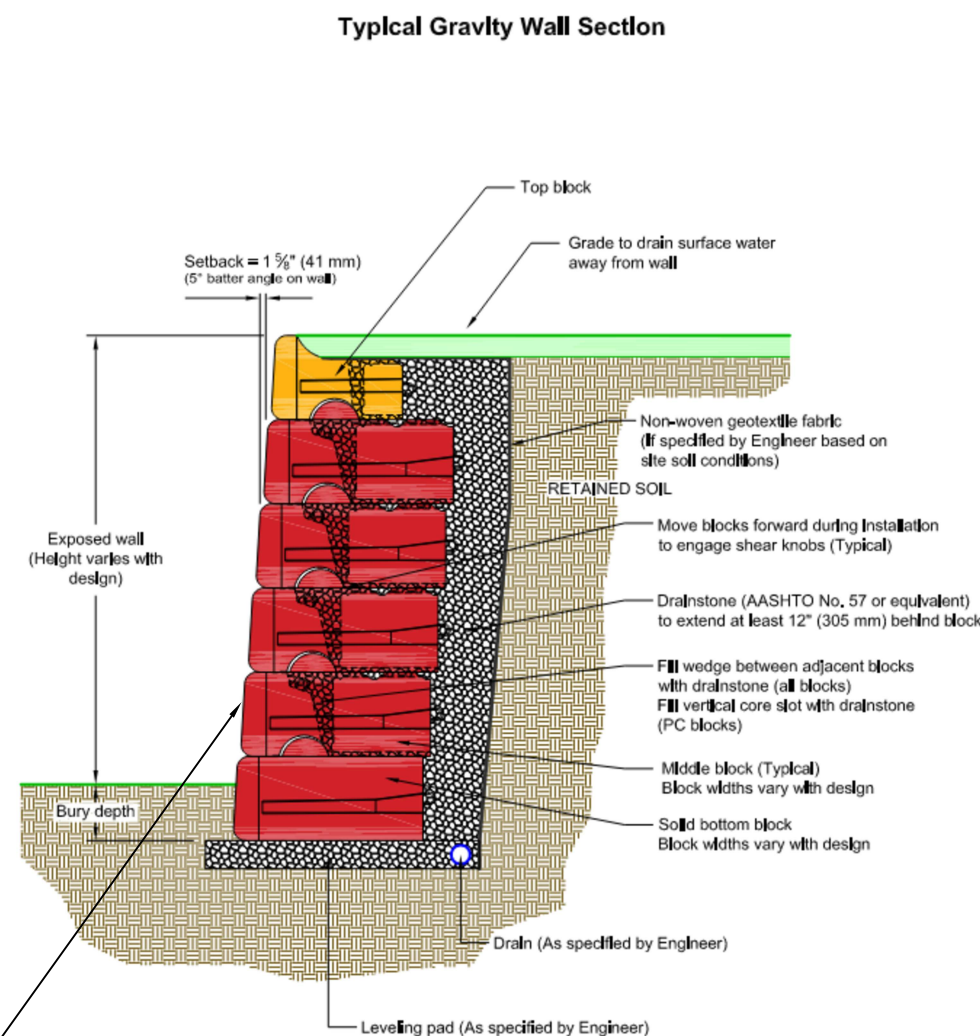 Typical Gravity Wall Section
Top block
Grade to drain surface water
away from wall
Setback = 1 5⁄8" (41 mm)
(5° batter angle on wall)
Non-woven geotextile fabric
(If specified by Engineer based on
site soil conditions)
RETAINED SOIL
Exposed wall
(Height varies with
design)
Move blocks forward during installation
to engage shear knobs (Typical)
Drainstone (AASHTO No. 57 or equivalent)
to extend at least 12" (305 mm) behind block
Fill wedge between adjacent blocks
with drainstone (all blocks)
Fill vertical core slot with drainstone
(PC blocks)
Middle block (Typical)
Block widths vary with design
Bury depth
Solid bottom block
Block widths vary with design
Drain (As specified by Engineer)
Leveling pad (As specified by Engineer)